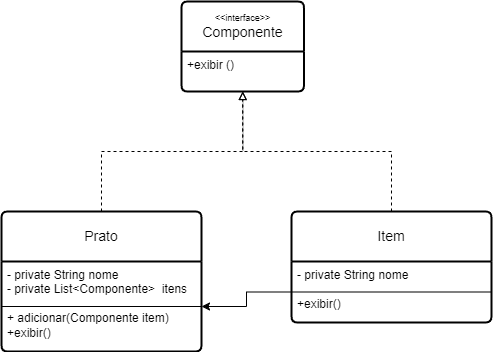 <<interface>>
Componente
+exibir ()
Prato
- private String nome
- private List<Componente> itens
+ adicionar(Componente item)
+exibir()
Item
- private String nome
+exibir()